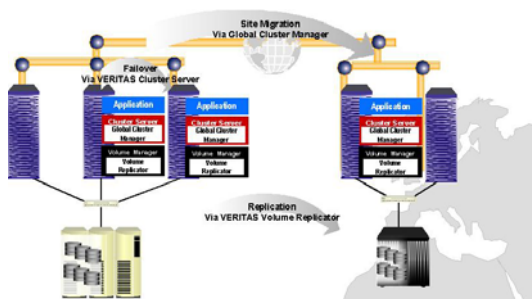 Site Migration
Via Global Cluster Manager
Failover
Via VERITAS Cluster Server
Application
Cluster Server
Global Cluster
Manager
Volume Manager
Volume
Replicator
Application
Cluster Server
Global Cluster
Manager
Volume Manager
Volume
Replicator
Application
Cluster Server
Global Cluster
Manager
Volume Manager
Volume
Replicator
Replication
Via VERITAS Volume Replicator